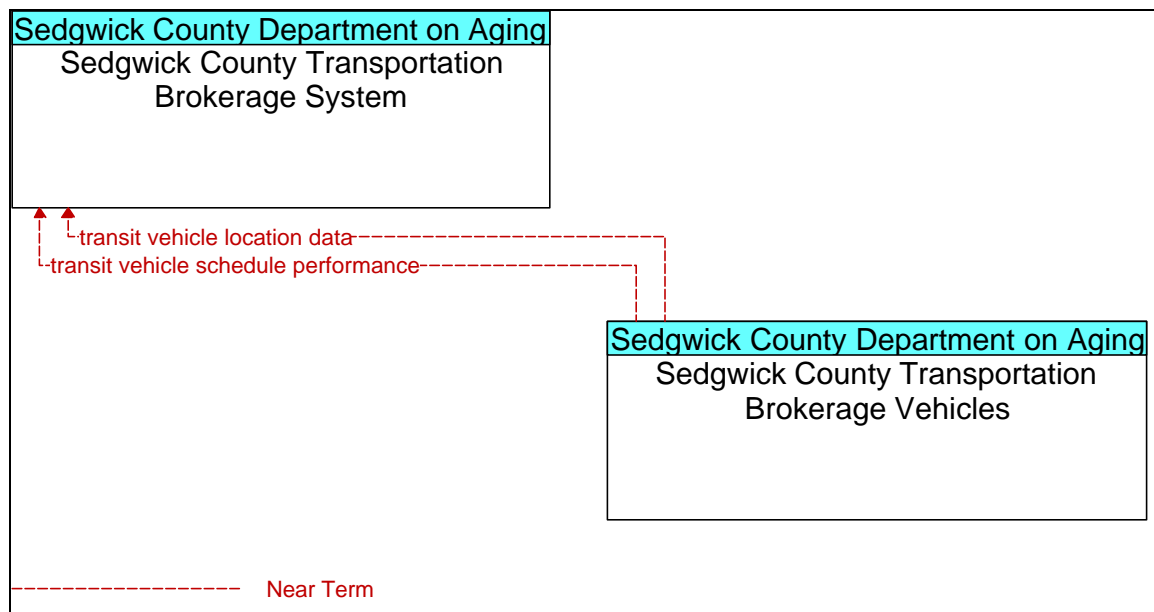 Sedgwick County Department on Aging
Sedgwick County Transportation
Brokerage System
transit vehicle location data
transit vehicle schedule performance
Sedgwick County Department on Aging
Sedgwick County Transportation
Brokerage Vehicles
Near Term